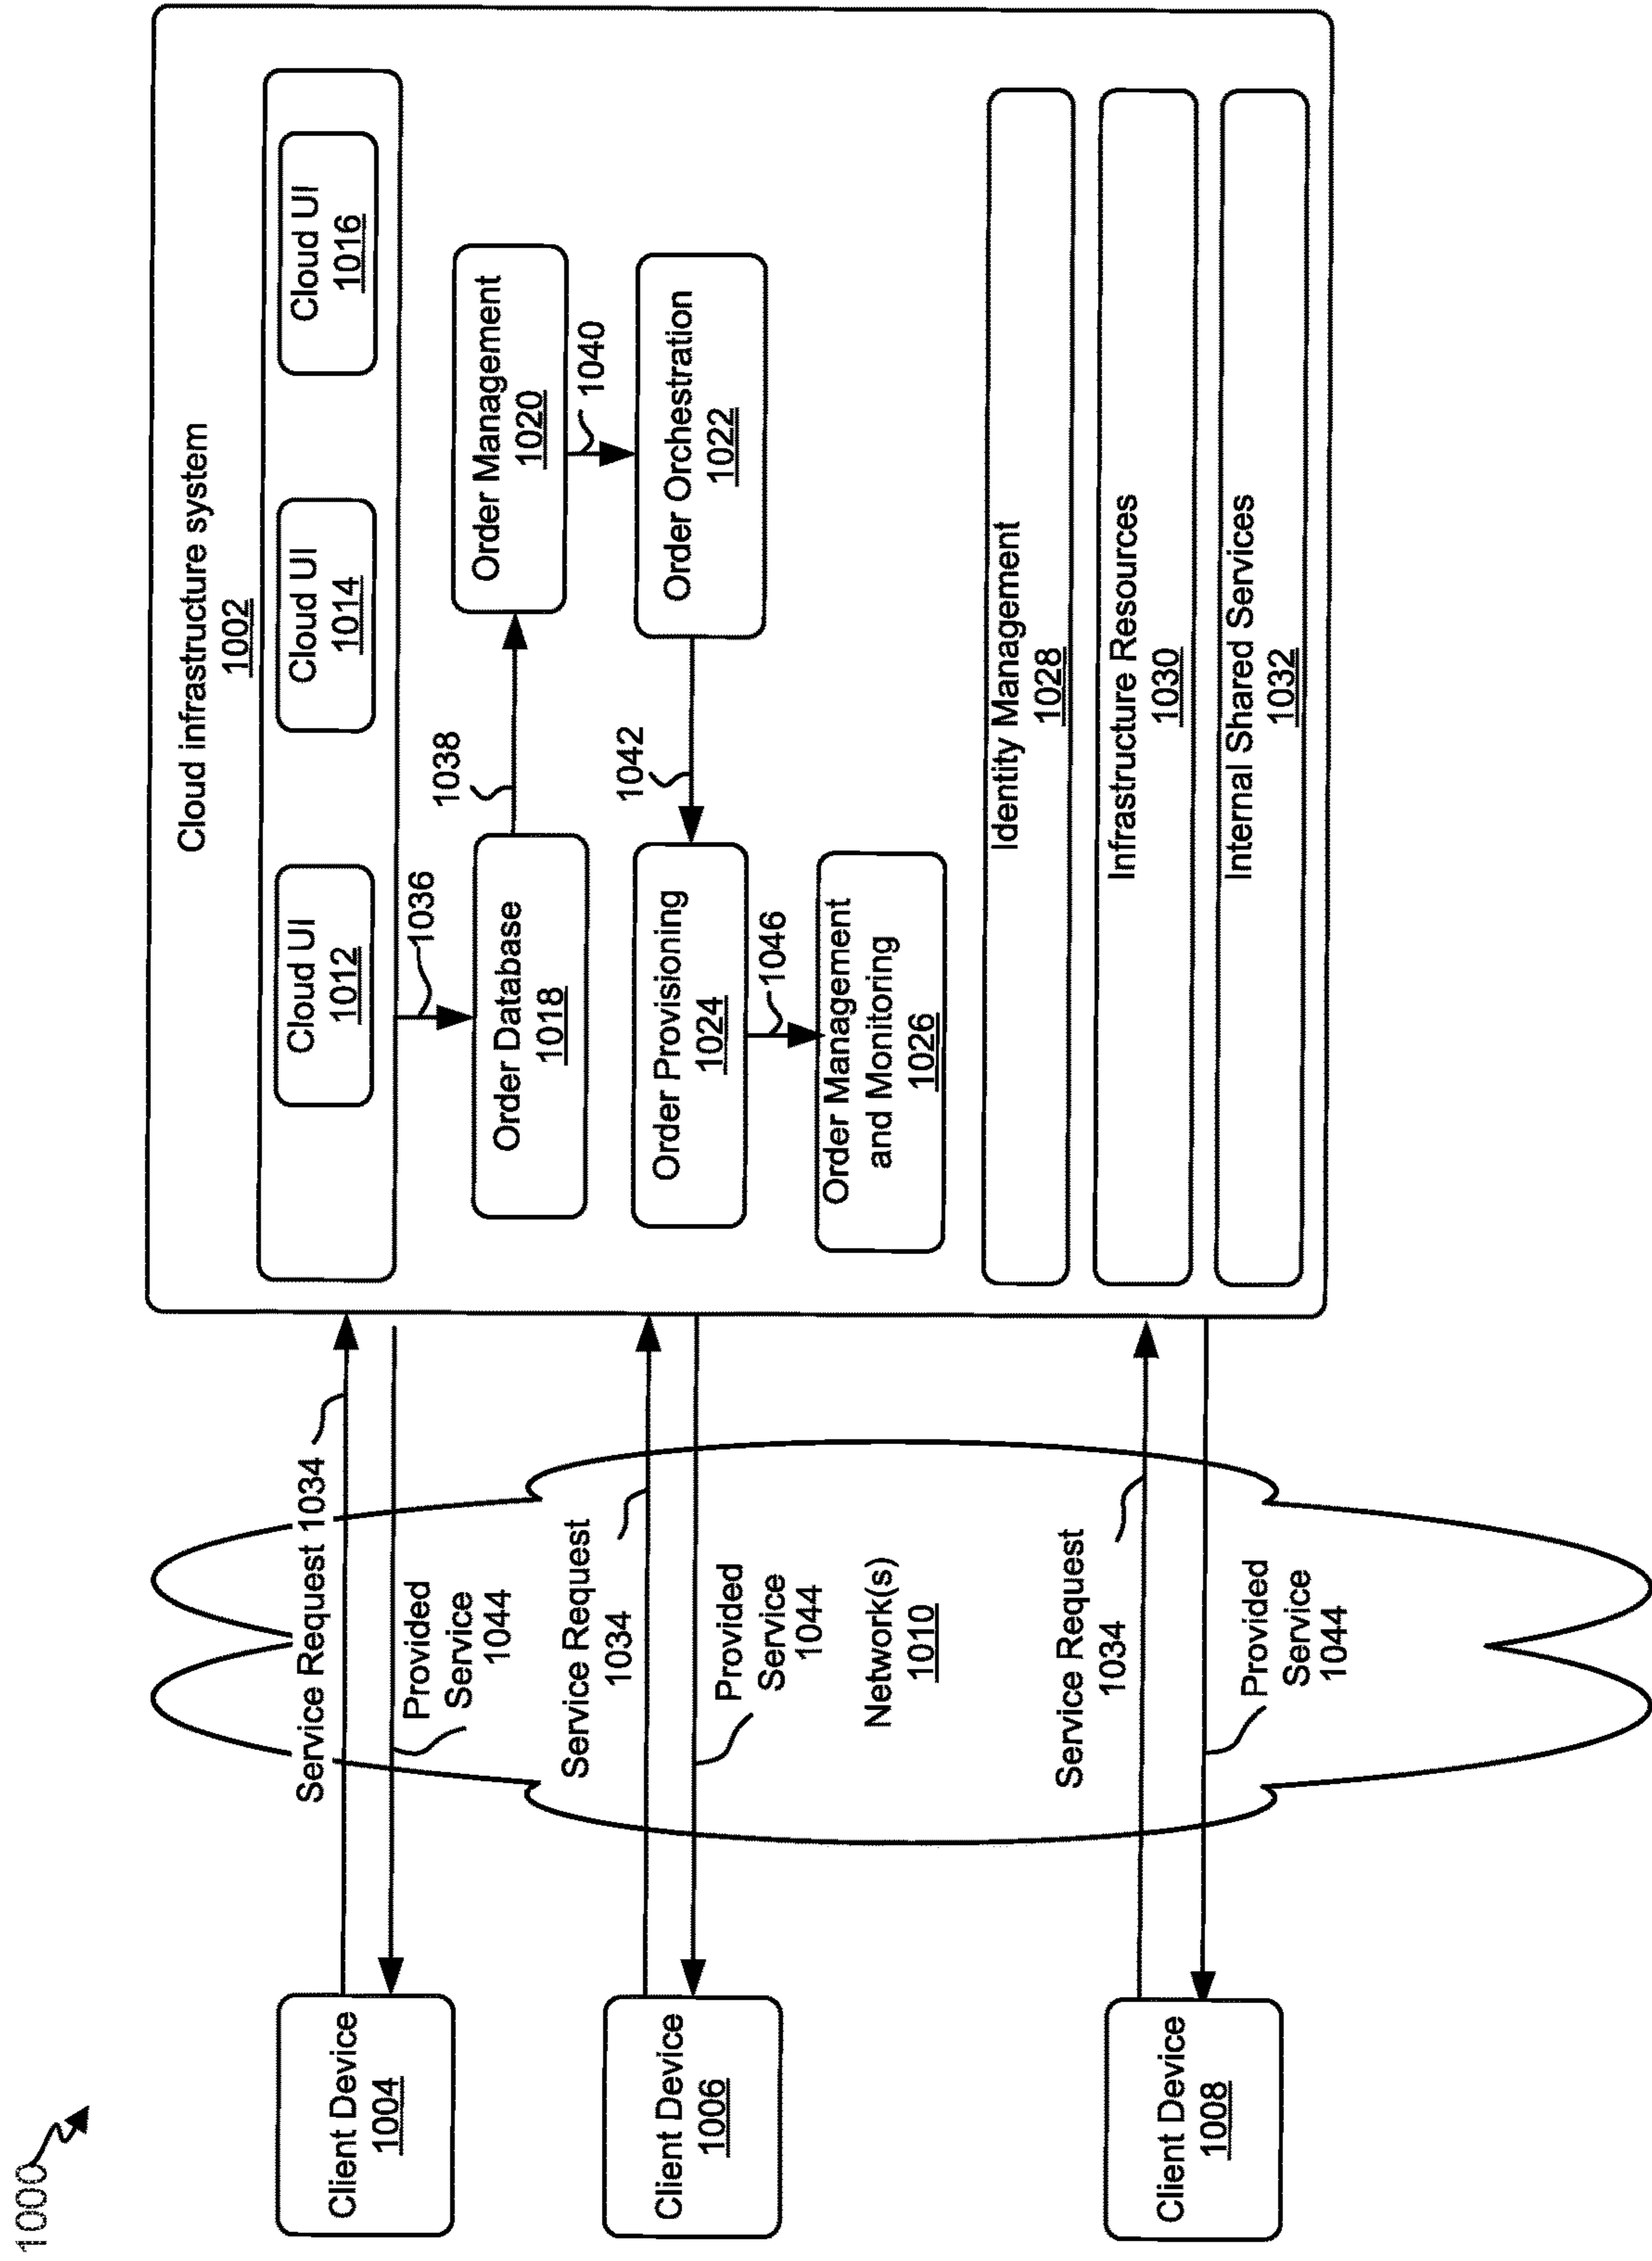 1000
Cloud infrastructure system
1002
Cloud UI
1012
Cloud UI
1014
Cloud UI
1016
1036
Order Database
1018
1038
Order Management
1020
1040
Order Orchestration
1022
1042
Order Provisioning
1024
1046
Order Management
and Monitoring
1026
Identity Management
1028
Infrastructure Resources
1030
Internal Shared Services
1032
Client Device
1004
Service Request 1034
Provided
Service
1044
Client Device
1006
Service Request
1034
Provided
Service
1044
Network(s)
1010
Client Device
1008
Service Request
1034
Provided
Service
1044